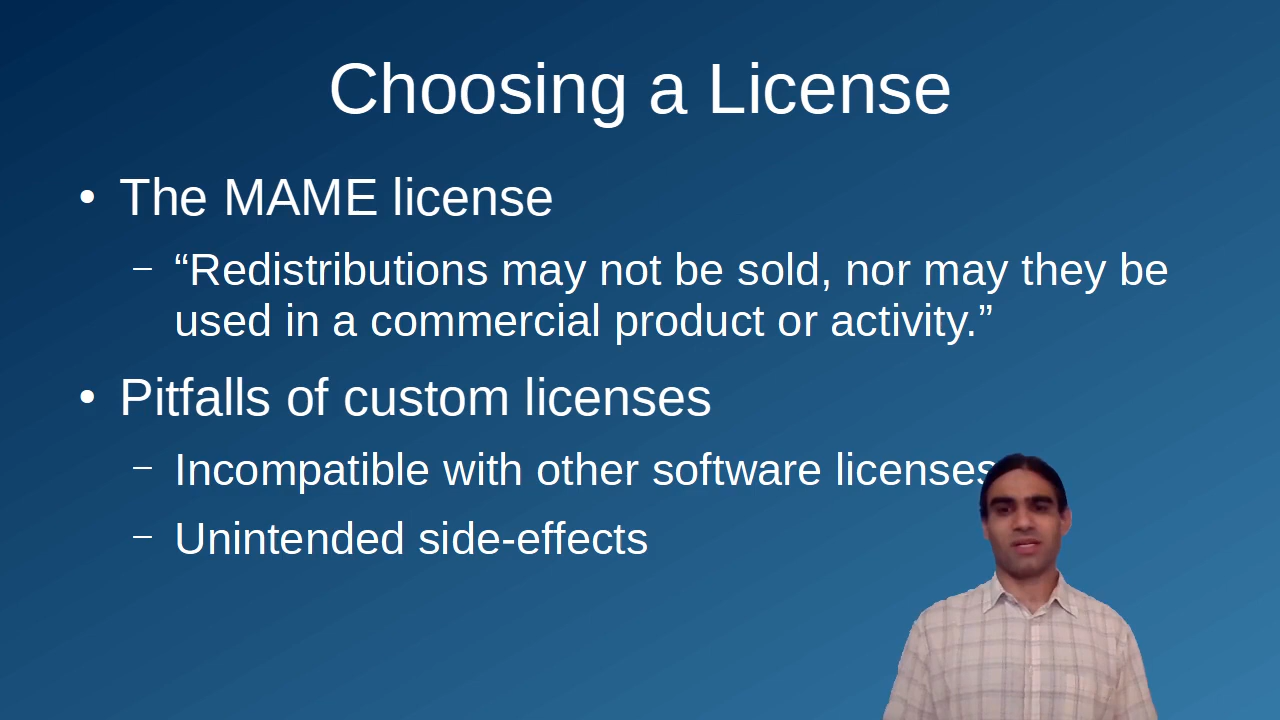 Choosing a License
• The MAME license
– “Redistributions may not be sold, nor may they be
used in a commercial product or activity.”
• Pitfalls of custom licenses
– Incompatible with other software licenses
– Unintended side-effects